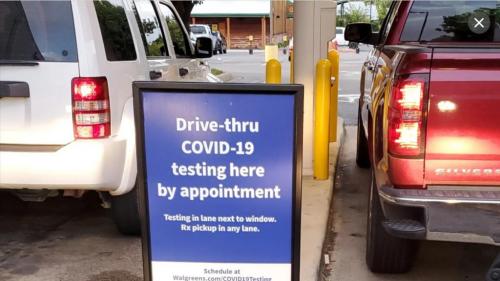 Drive-thru
COVID-19
testing here
by appointment
Testing in lane next to window.
Rx pickup in any lane.
Schedule at
Walgreens.com/COVID19Testing
SILVERADO